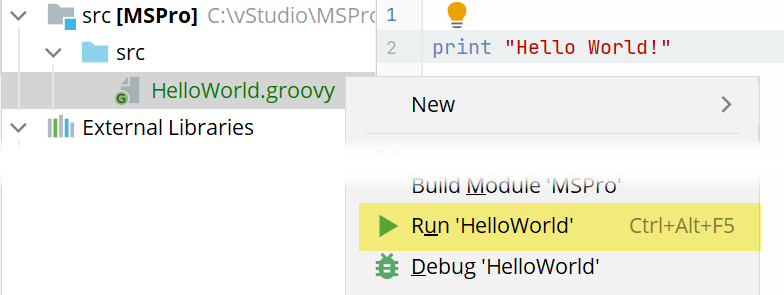 src [MSPro] C:\vStudio\MSPro
src
HelloWorld.groovy
External Libraries
1
2 print "Hello World!"
New
Build Module 'MSPro'
Run 'HelloWorld' Ctrl+Alt+F5
Debug 'HelloWorld'